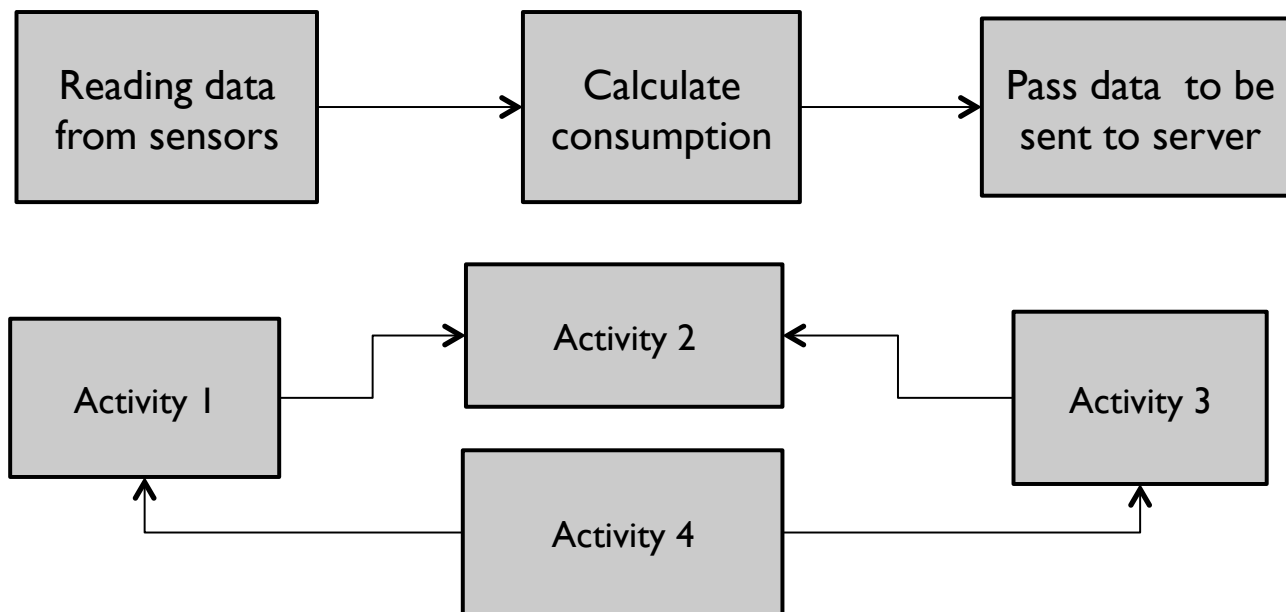 Reading data
from sensors
Calculate
consumption
Pass data to be
sent to server
Activity 1
Activity 2
Activity 3
Activity 4